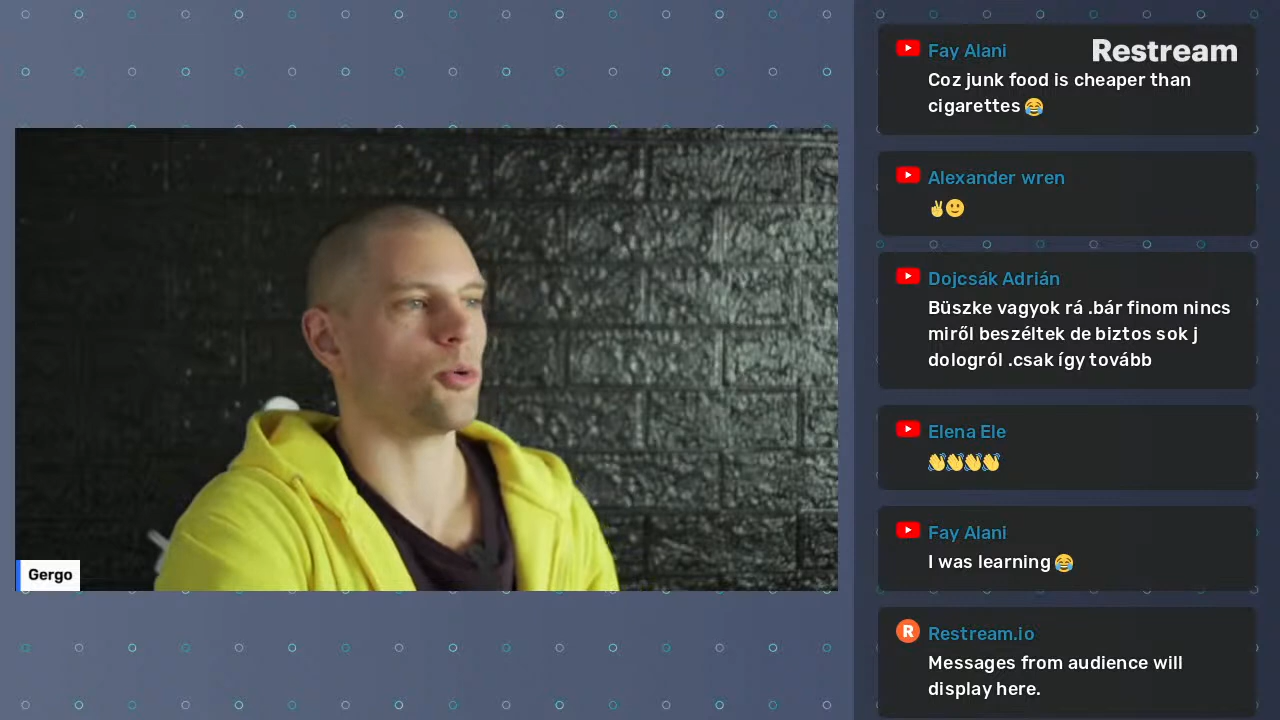 Gergo
Restream
Fay Alani
Coz junk food is cheaper than
cigarettes 😂
Alexander wren
✌🙂
Dojcsák Adrián
Büszke vagyok rá .bár finom nincs
miről beszéltek de biztos sok j
dologról .csak így tovább
Elena Ele
👏👏👏👏
Fay Alani
I was learning 😂
R
Restream.io
Messages from audience will
display here.